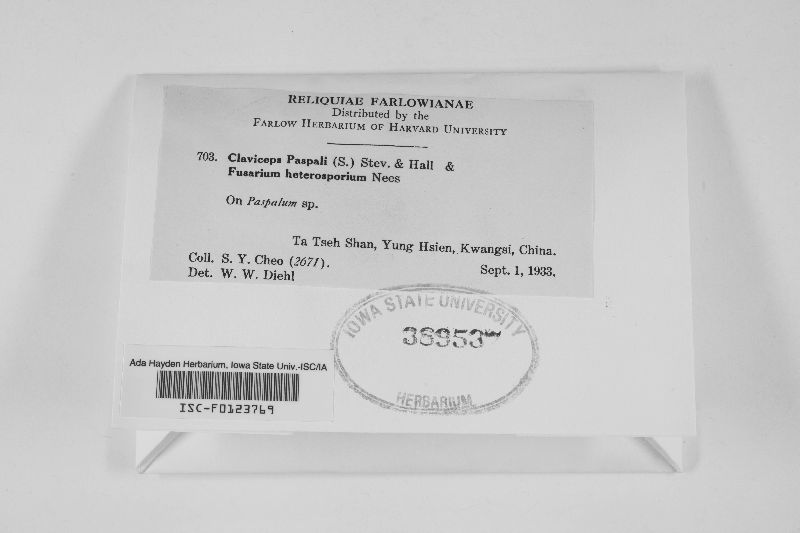 RELIQUIAE FARLOWIANAE
Distributed by the
FARLOW HERBARIUM OF HARVARD UNIVERSITY
703. Claviceps Paspali (S.) Stev. & Hall &
Fusarium heterosporium Nees
On Paspalum sp.
Ta Tseh Shan, Yung Hsien, Kwangsi, China.
Coll. S. Y. Cheo (2671). Sept. 1, 1933.
Det. W. W. Diehl
IOWA STATE UNIVERSITY
HERBARIUM
Ada Hayden Herbarium, Iowa State Univ.-ISC/IA
ISC-F0123769